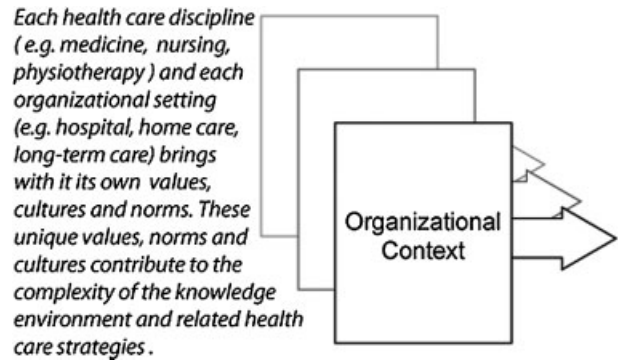 Each health care discipline
( e.g. medicine, nursing,
physiotherapy ) and each
organizational setting
(e.g. hospital, home care,
long-term care) brings
with it its own values,
cultures and norms. These
unique values, norms and
cultures contribute to the
complexity of the knowledge
environment and related health
care strategies .
Organizational
Context